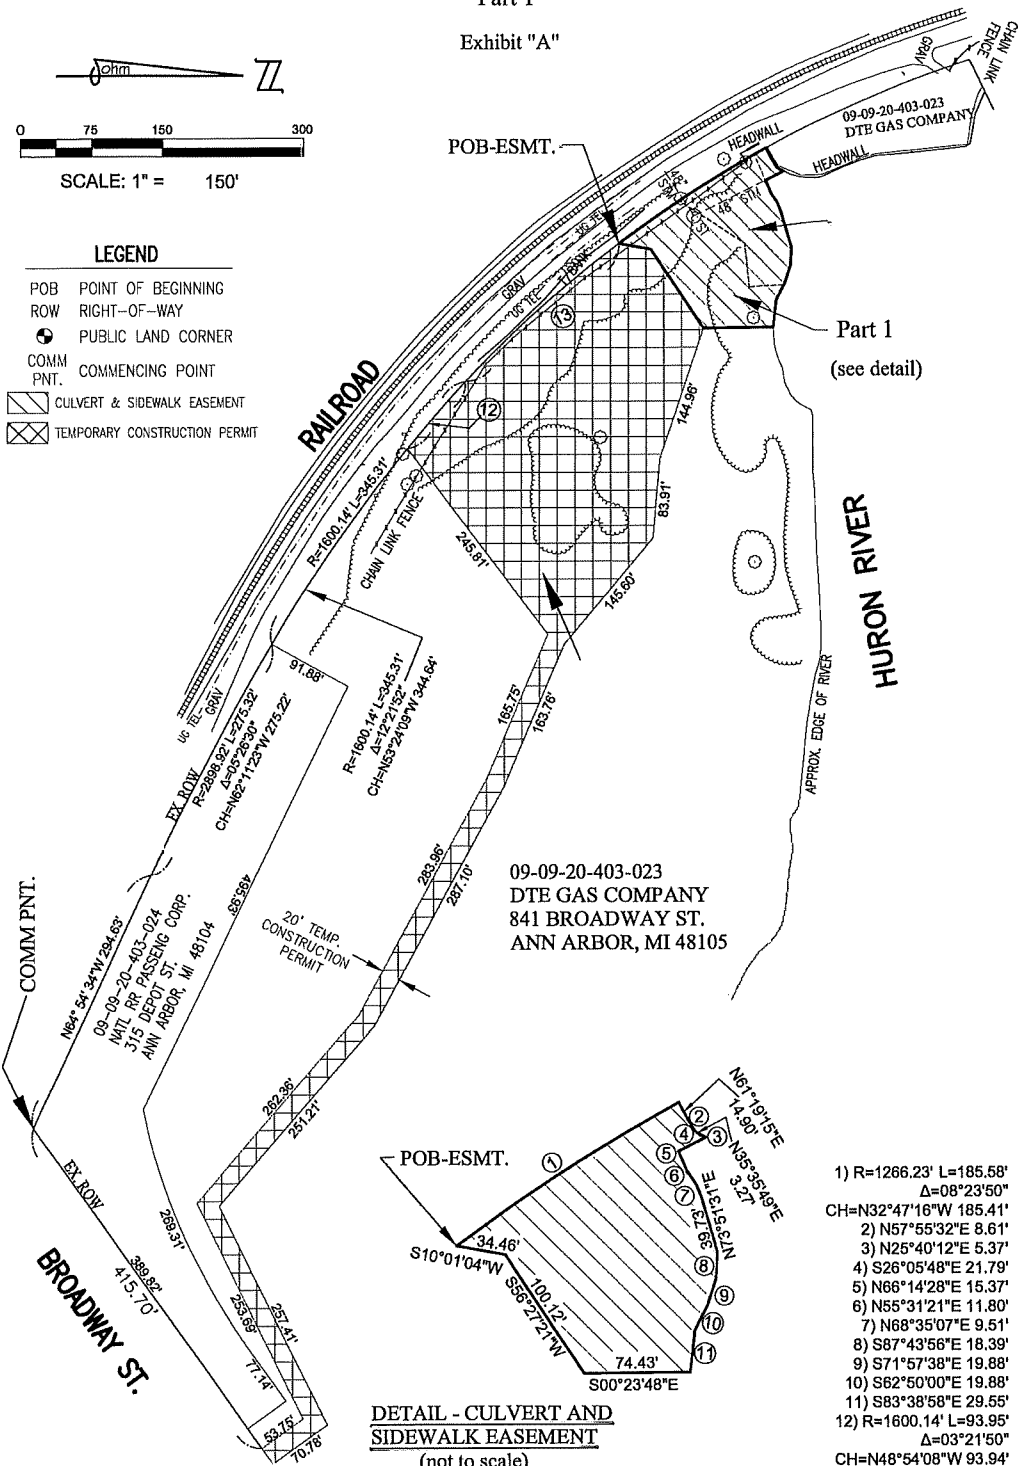 Part 1
Exhibit "A"
John
N
0 75 150 300
SCALE: 1" = 150'
LEGEND
POB POINT OF BEGINNING
ROW RIGHT-OF-WAY
PUBLIC LAND CORNER
COMM PNT. COMMENCING POINT
CULVERT & SIDEWALK EASEMENT
TEMPORARY CONSTRUCTION PERMIT
POB-ESMT.
CHAIN LINK
FENCE
GRAV
09-09-20-403-023
DTE GAS COMPANY
HEADWALL
HEADWALL
48"
STM
48" STM
UG TEL
T/BANK
GRAV
UG TEL
13
12
Part 1
(see detail)
RAILROAD
R=1600.14' L=345.31'
CHAIN LINK FENCE
245.81'
144.96'
83.91'
145.60'
HURON RIVER
APPROX. EDGE OF RIVER
91.88'
R=1600.14' L=345.31'
Δ=12°21'52"
CH=N53°24'09"W 344.64'
UG TEL
GRAV
EX. ROW
R=2898.92' L=275.32'
Δ=05°26'30"
CH=N62°11'23"W 275.22'
165.75'
163.76'
283.96'
287.10'
495.93'
09-09-20-403-023
DTE GAS COMPANY
841 BROADWAY ST.
ANN ARBOR, MI 48105
20' TEMP.
CONSTRUCTION
PERMIT
COMM PNT.
N64° 54' 34"W 294.63'
09-09-20-403-024
NATL RR PASSENG CORP.
315 DEPOT ST.
ANN ARBOR, MI 48104
262.36'
251.21'
EX. ROW
389.82'
415.70'
BROADWAY ST.
269.31'
253.69'
257.41'
77.14'
53.75'
70.78'
POB-ESMT.
1
2
3
4
5
6
7
8
9
10
11
N61°19'15"E
14.90'
N35°35'49"E
3.27'
N73°51'31"E
39.73'
34.46'
S10°01'04"W
100.12'
S56°27'21"W
74.43'
S00°23'48"E
DETAIL - CULVERT AND
SIDEWALK EASEMENT
(not to scale)
1) R=1266.23' L=185.58'
Δ=08°23'50"
CH=N32°47'16"W 185.41'
2) N57°55'32"E 8.61'
3) N25°40'12"E 5.37'
4) S26°05'48"E 21.79'
5) N66°14'28"E 15.37'
6) N55°31'21"E 11.80'
7) N68°35'07"E 9.51'
8) S87°43'56"E 18.39'
9) S71°57'38"E 19.88'
10) S62°50'00"E 19.88'
11) S83°38'58"E 29.55'
12) R=1600.14' L=93.95'
Δ=03°21'50"
CH=N48°54'08"W 93.94'